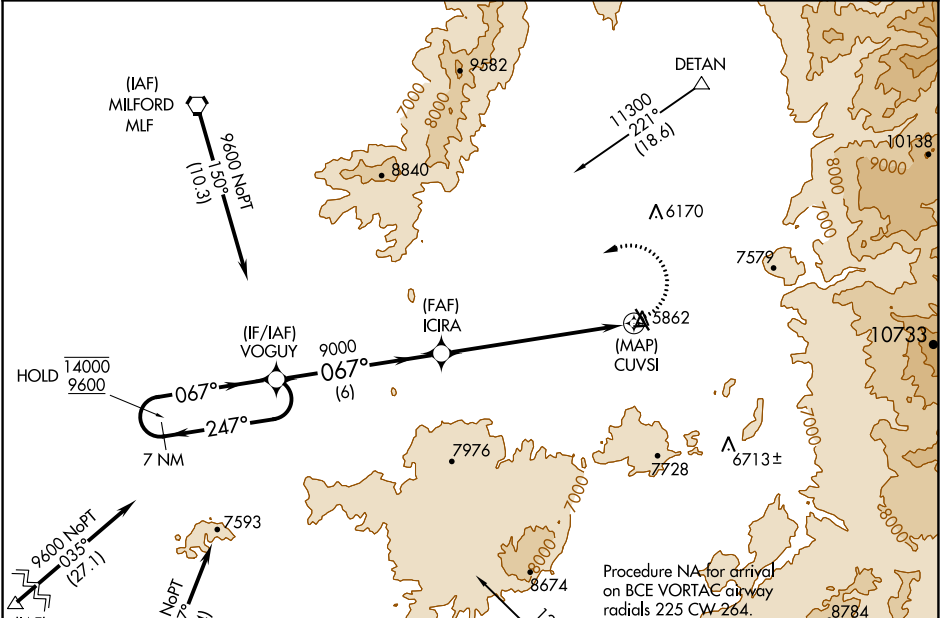 (IAF)
MILFORD
MLF
9600 NoPT
150°
(10.3)
7000
8000
9582
8840
DETAN
11300
221°
(18.6)
6170
10138
9000
8000
7000
7579
10733
(FAF)
ICIRA
(IF/IAF)
VOGUY
9000
067°
(6)
5862
(MAP)
CUVSI
HOLD
14000
9600
067°
247°
7 NM
7976
7728
6713±
7000
7000
8000
8674
8000
7593
9600 NoPT
035°
(27.1)
NoPT
Procedure NA for arrival
on BCE VORTAC airway
radials 225 CW 264.
8784